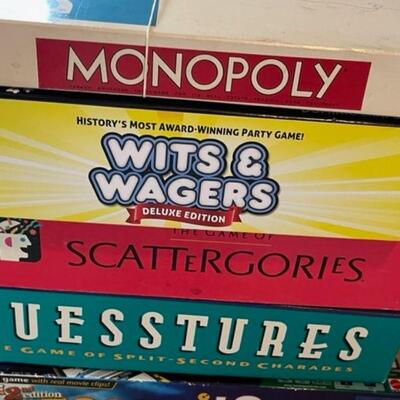 MONOPOLY
HISTORY'S MOST AWARD-WINNING PARTY GAME!
WITS &
WAGERS
DELUXE EDITION
THE GAME OF
SCATTERGORIES
UESSTURES
E GAME OF SPLIT-SECOND CHARADES
game with real movie clips!
edition